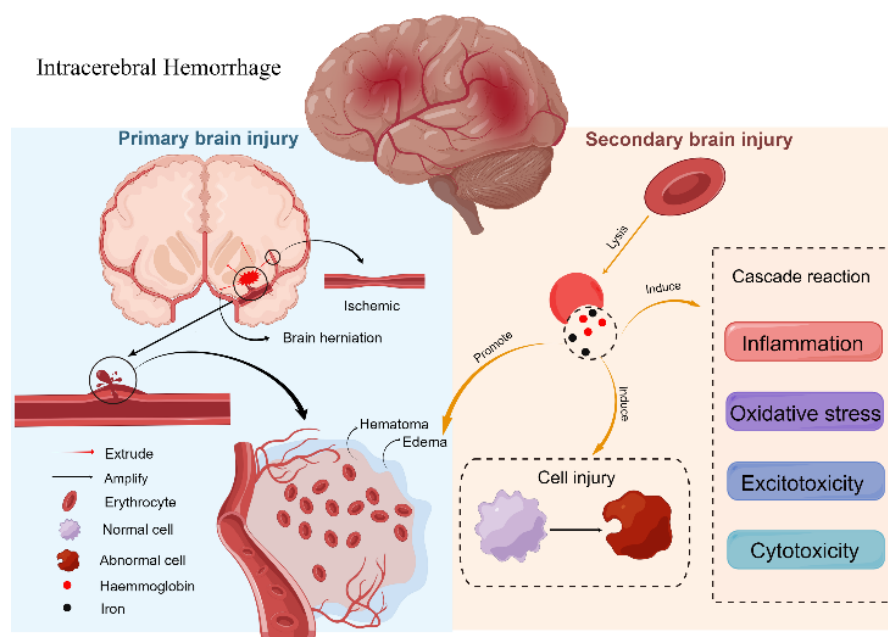 Intracerebral Hemorrhage
Primary brain injury
Ischemic
Brain herniation
Hematoma
Edema
Extrude
Amplify
Erythrocyte
Normal cell
Abnormal cell
Haemmoglobin
Iron
Secondary brain injury
Lysis
Induce
Promote
Induce
Cell injury
Cascade reaction
Inflammation
Oxidative stress
Excitotoxicity
Cytotoxicity